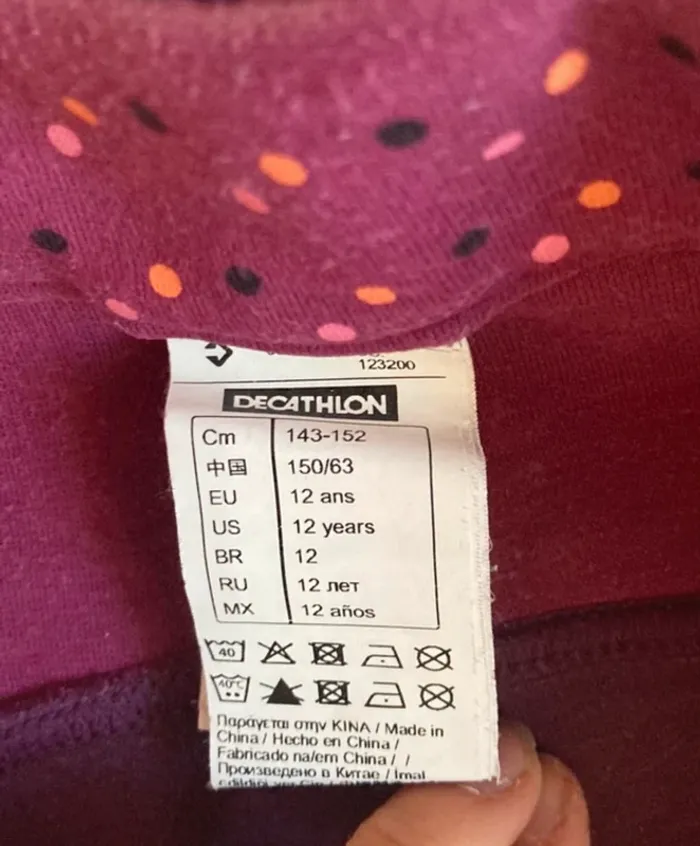 123200
DECATHLON
Cm 143-152
中国 150/63
EU 12 ans
US 12 years
BR 12
RU 12 лет
MX 12 años
40
40°C
Παράγεται στην ΚΙΝΑ / Made in
China / Hecho en China /
Fabricado na/em China / /
Произведено в Китае / İmal